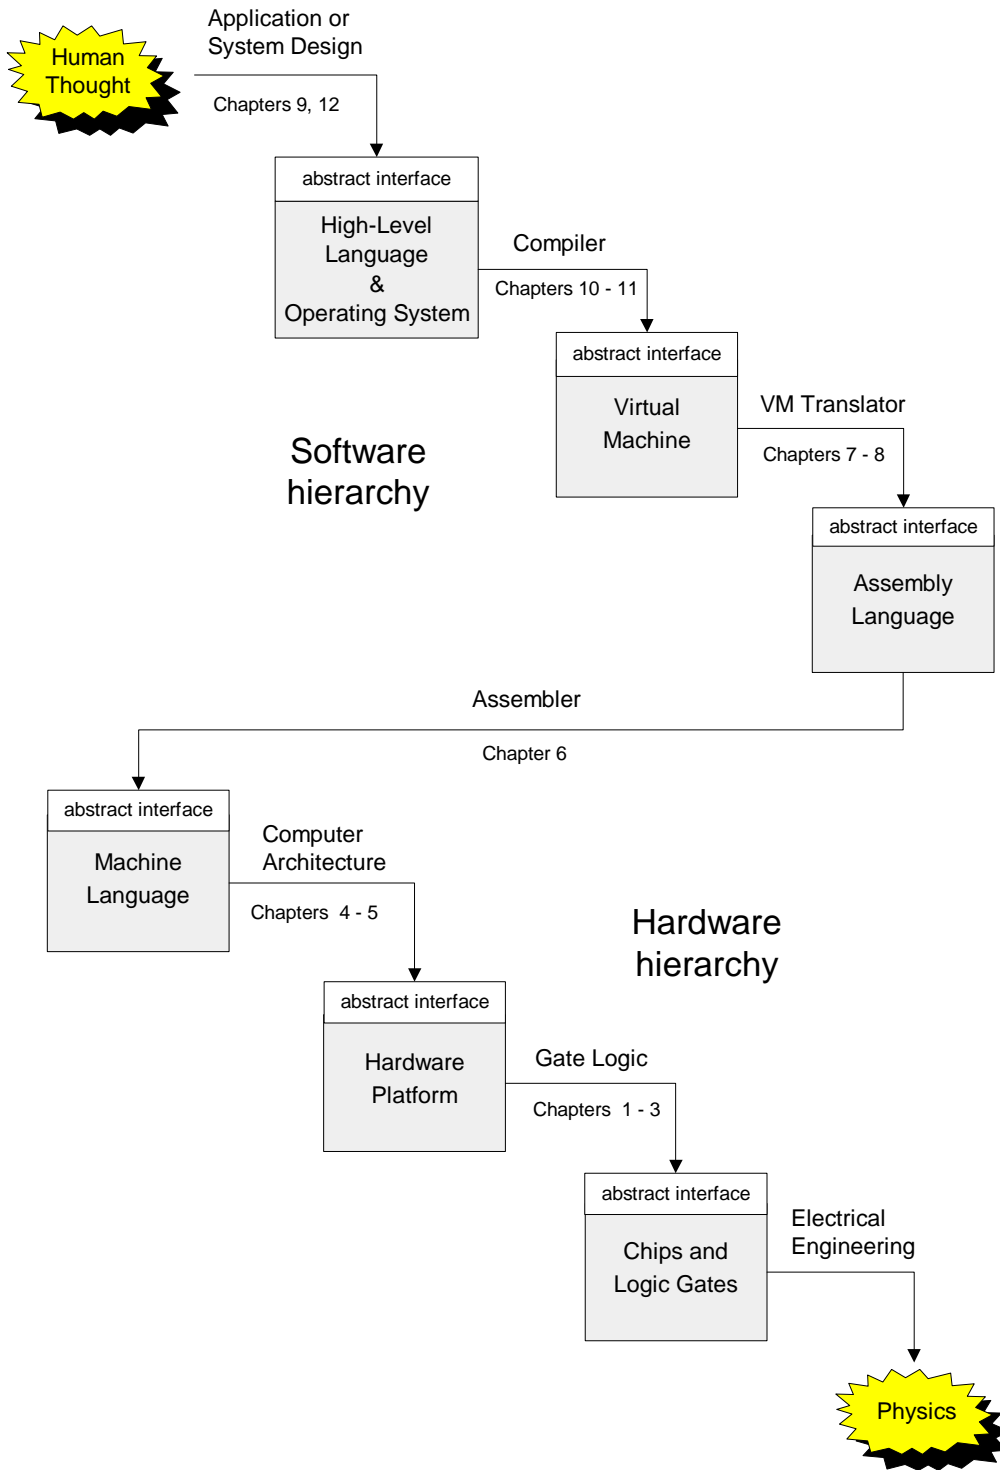 Human
Thought
Application or
System Design
Chapters 9, 12
abstract interface
High-Level
Language
&
Operating System
Compiler
Chapters 10 - 11
abstract interface
Virtual
Machine
VM Translator
Chapters 7 - 8
abstract interface
Assembly
Language
Software
hierarchy
Assembler
Chapter 6
abstract interface
Machine
Language
Computer
Architecture
Chapters 4 - 5
Hardware
hierarchy
abstract interface
Hardware
Platform
Gate Logic
Chapters 1 - 3
abstract interface
Chips and
Logic Gates
Electrical
Engineering
Physics